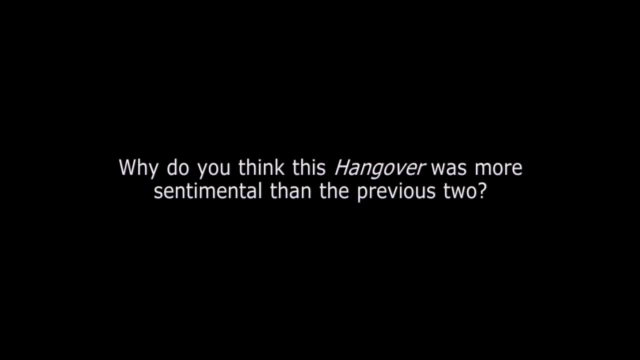 Why do you think this Hangover was more
sentimental than the previous two?